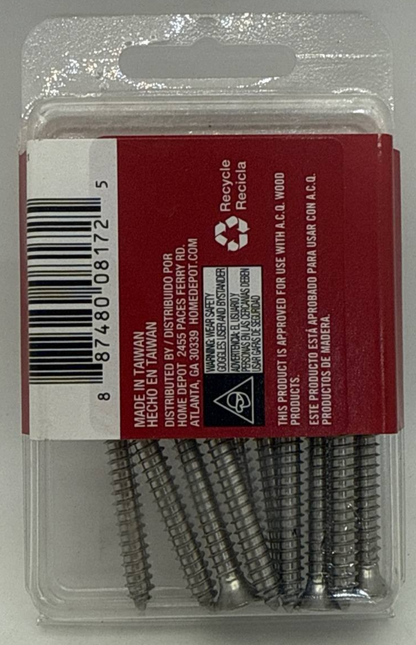 8 87480 08172 5
MADE IN TAIWAN
HECHO EN TAIWÁN
DISTRIBUTED BY / DISTRIBUIDO POR
HOME DEPOT 2455 PACES FERRY RD.
ATLANTA, GA 30339 HOMEDEPOT.COM
WARNING: WEAR SAFETY
GOGGLES USER AND BYSTANDER
ADVERTENCIA: EL USUARIO Y
PERSONAS EN LAS CERCANÍAS DEBEN
USAR GAFAS DE SEGURIDAD
Recycle
Recicla
THIS PRODUCT IS APPROVED FOR USE WITH A.C.Q. WOOD
PRODUCTS.
ESTE PRODUCTO ESTÁ APROBADO PARA USAR CON A.C.Q.
PRODUCTOS DE MADERA.